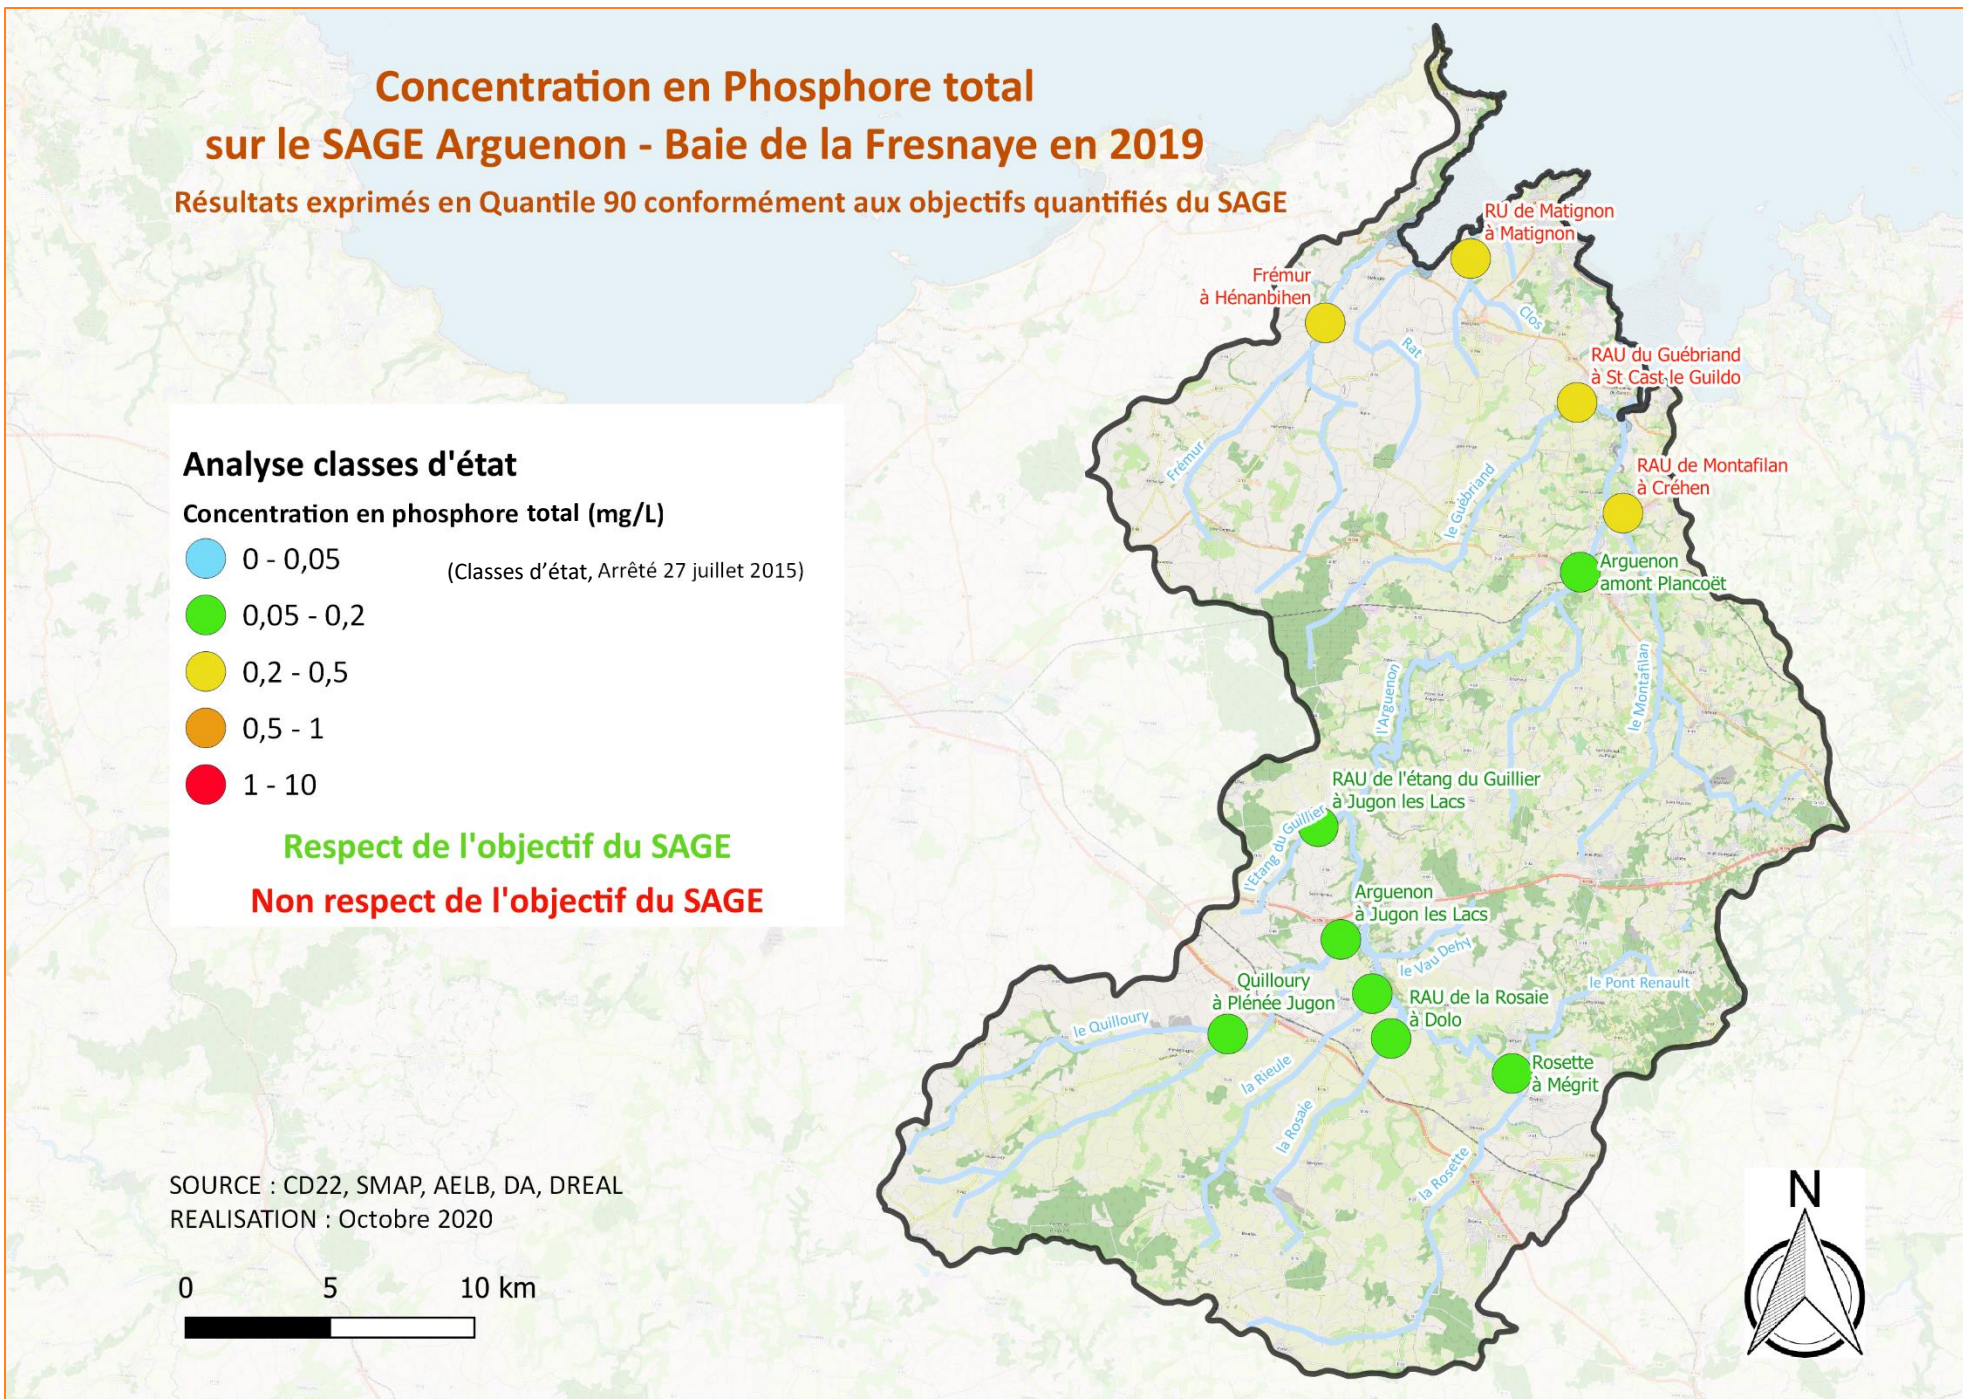 Concentration en Phosphore total
sur le SAGE Arguenon - Baie de la Fresnaye en 2019
Résultats exprimés en Quantile 90 conformément aux objectifs quantifiés du SAGE
RU de Matignon
à Matignon
Frémur
à Hénanbihen
Clos
Rat
RAU du Guébriand
à St Cast le Guildo
Frémur
le Guébriand
RAU de Montafilan
à Créhen
Arguenon
amont Plancoët
l'Arguenon
le Montafilan
RAU de l'étang du Guillier
à Jugon les Lacs
l'Etang du Guillier
Arguenon
à Jugon les Lacs
le Vau Dehy
le Pont Renault
Quilloury
à Plénée Jugon
RAU de la Rosaie
à Dolo
le Quilloury
la Rieule
la Rosaie
Rosette
à Mégrit
la Rosette
Analyse classes d'état
Concentration en phosphore total (mg/L)
0 - 0,05
(Classes d'état, Arrêté 27 juillet 2015)
0,05 - 0,2
0,2 - 0,5
0,5 - 1
1 - 10
Respect de l'objectif du SAGE
Non respect de l'objectif du SAGE
SOURCE : CD22, SMAP, AELB, DA, DREAL
REALISATION : Octobre 2020
0 5 10 km
N